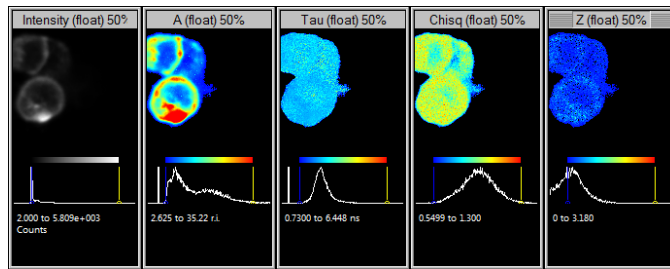 Intensity (float) 50%
A (float) 50%
Tau (float) 50%
Chisq (float) 50%
Z (float) 50%
2.000 to 5.809e+003
Counts
2.625 to 35.22 r.i.
0.7300 to 6.448 ns
0.5499 to 1.300
0 to 3.180